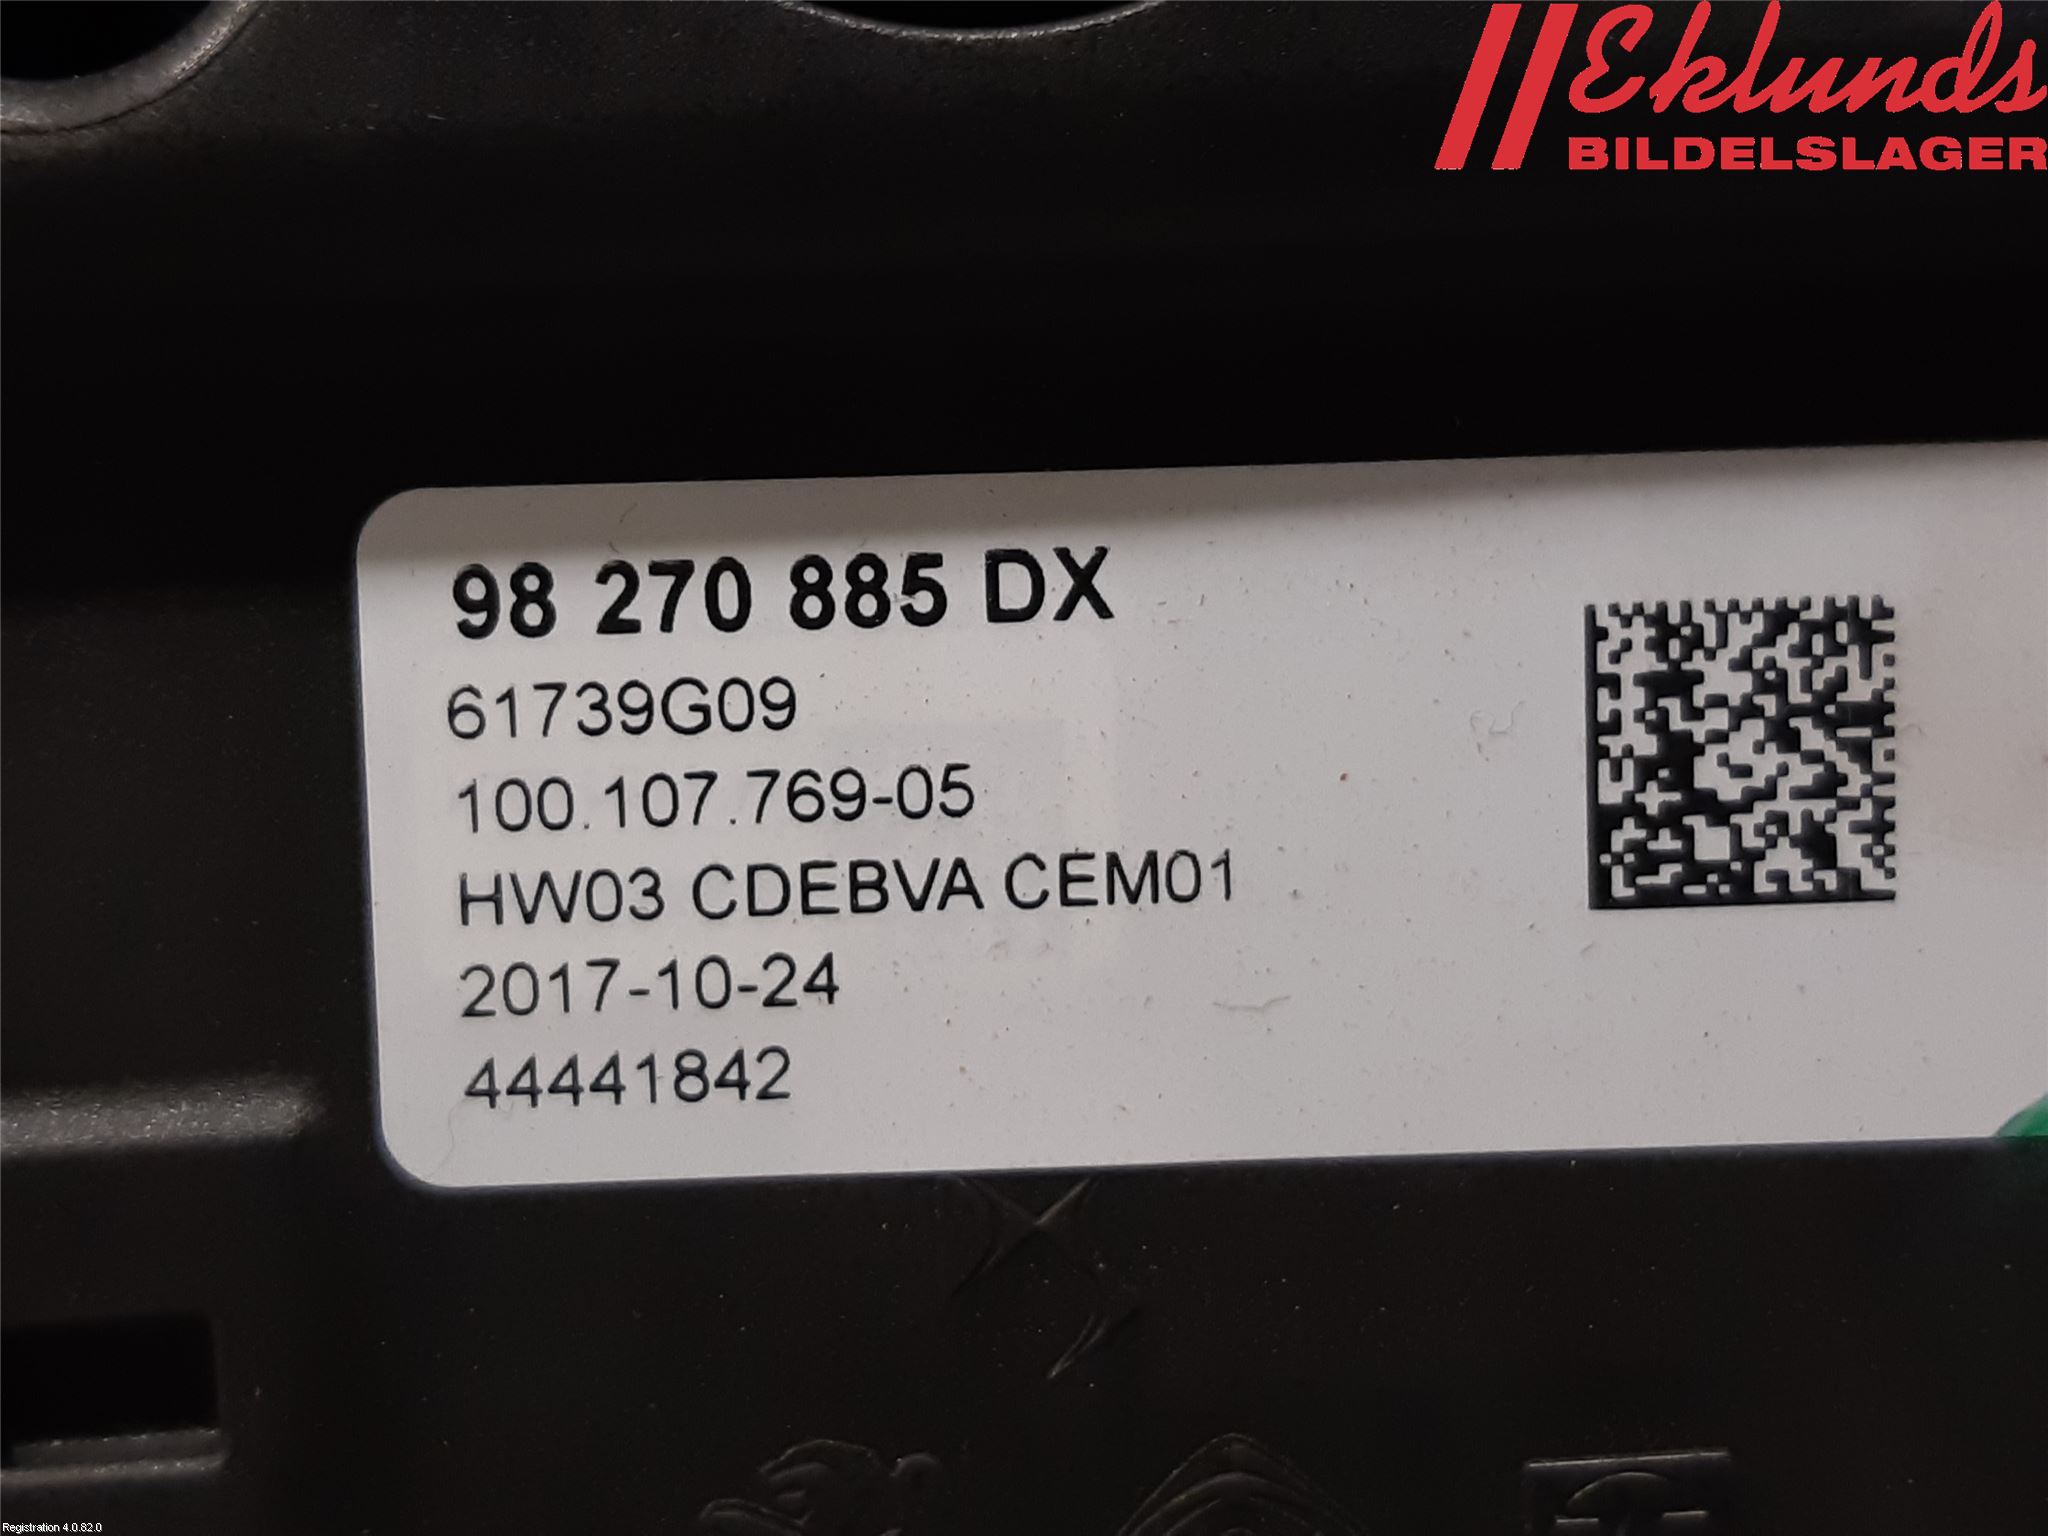 Eklunds
BILDELSLAGER
98 270 885 DX
61739G09
100.107.769-05
HW03 CDEBVA CEM01
2017-10-24
44441842
Registration 4.0.82.0